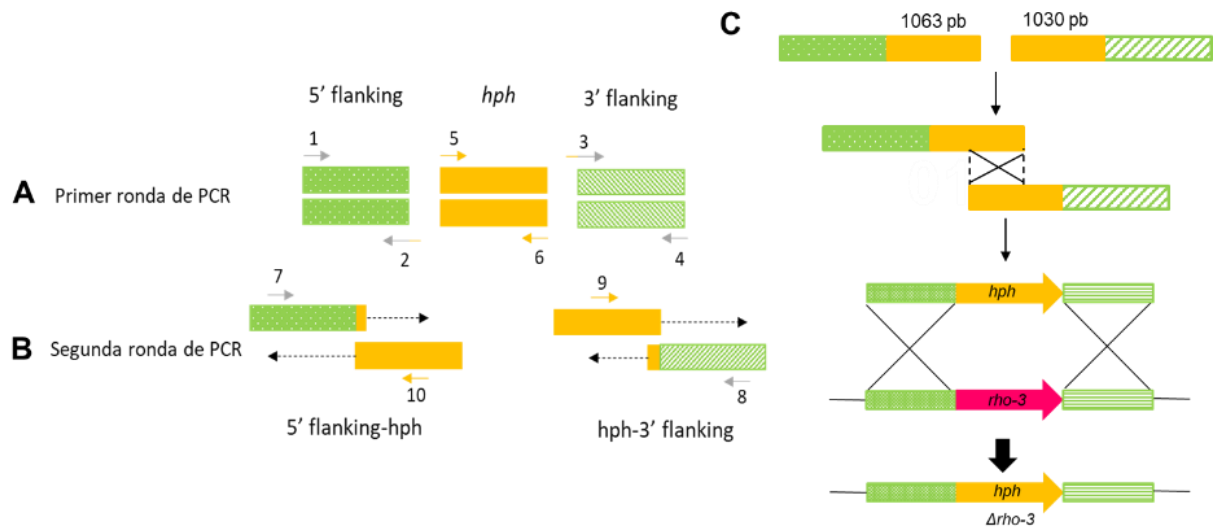 C
1063 pb
1030 pb
5’ flanking
hph
3’ flanking
1
5
3
A
Primer ronda de PCR
2
6
4
7
9
B
Segunda ronda de PCR
10
8
5’ flanking-hph
hph-3’ flanking
hph
rho-3
hph
Δrho-3